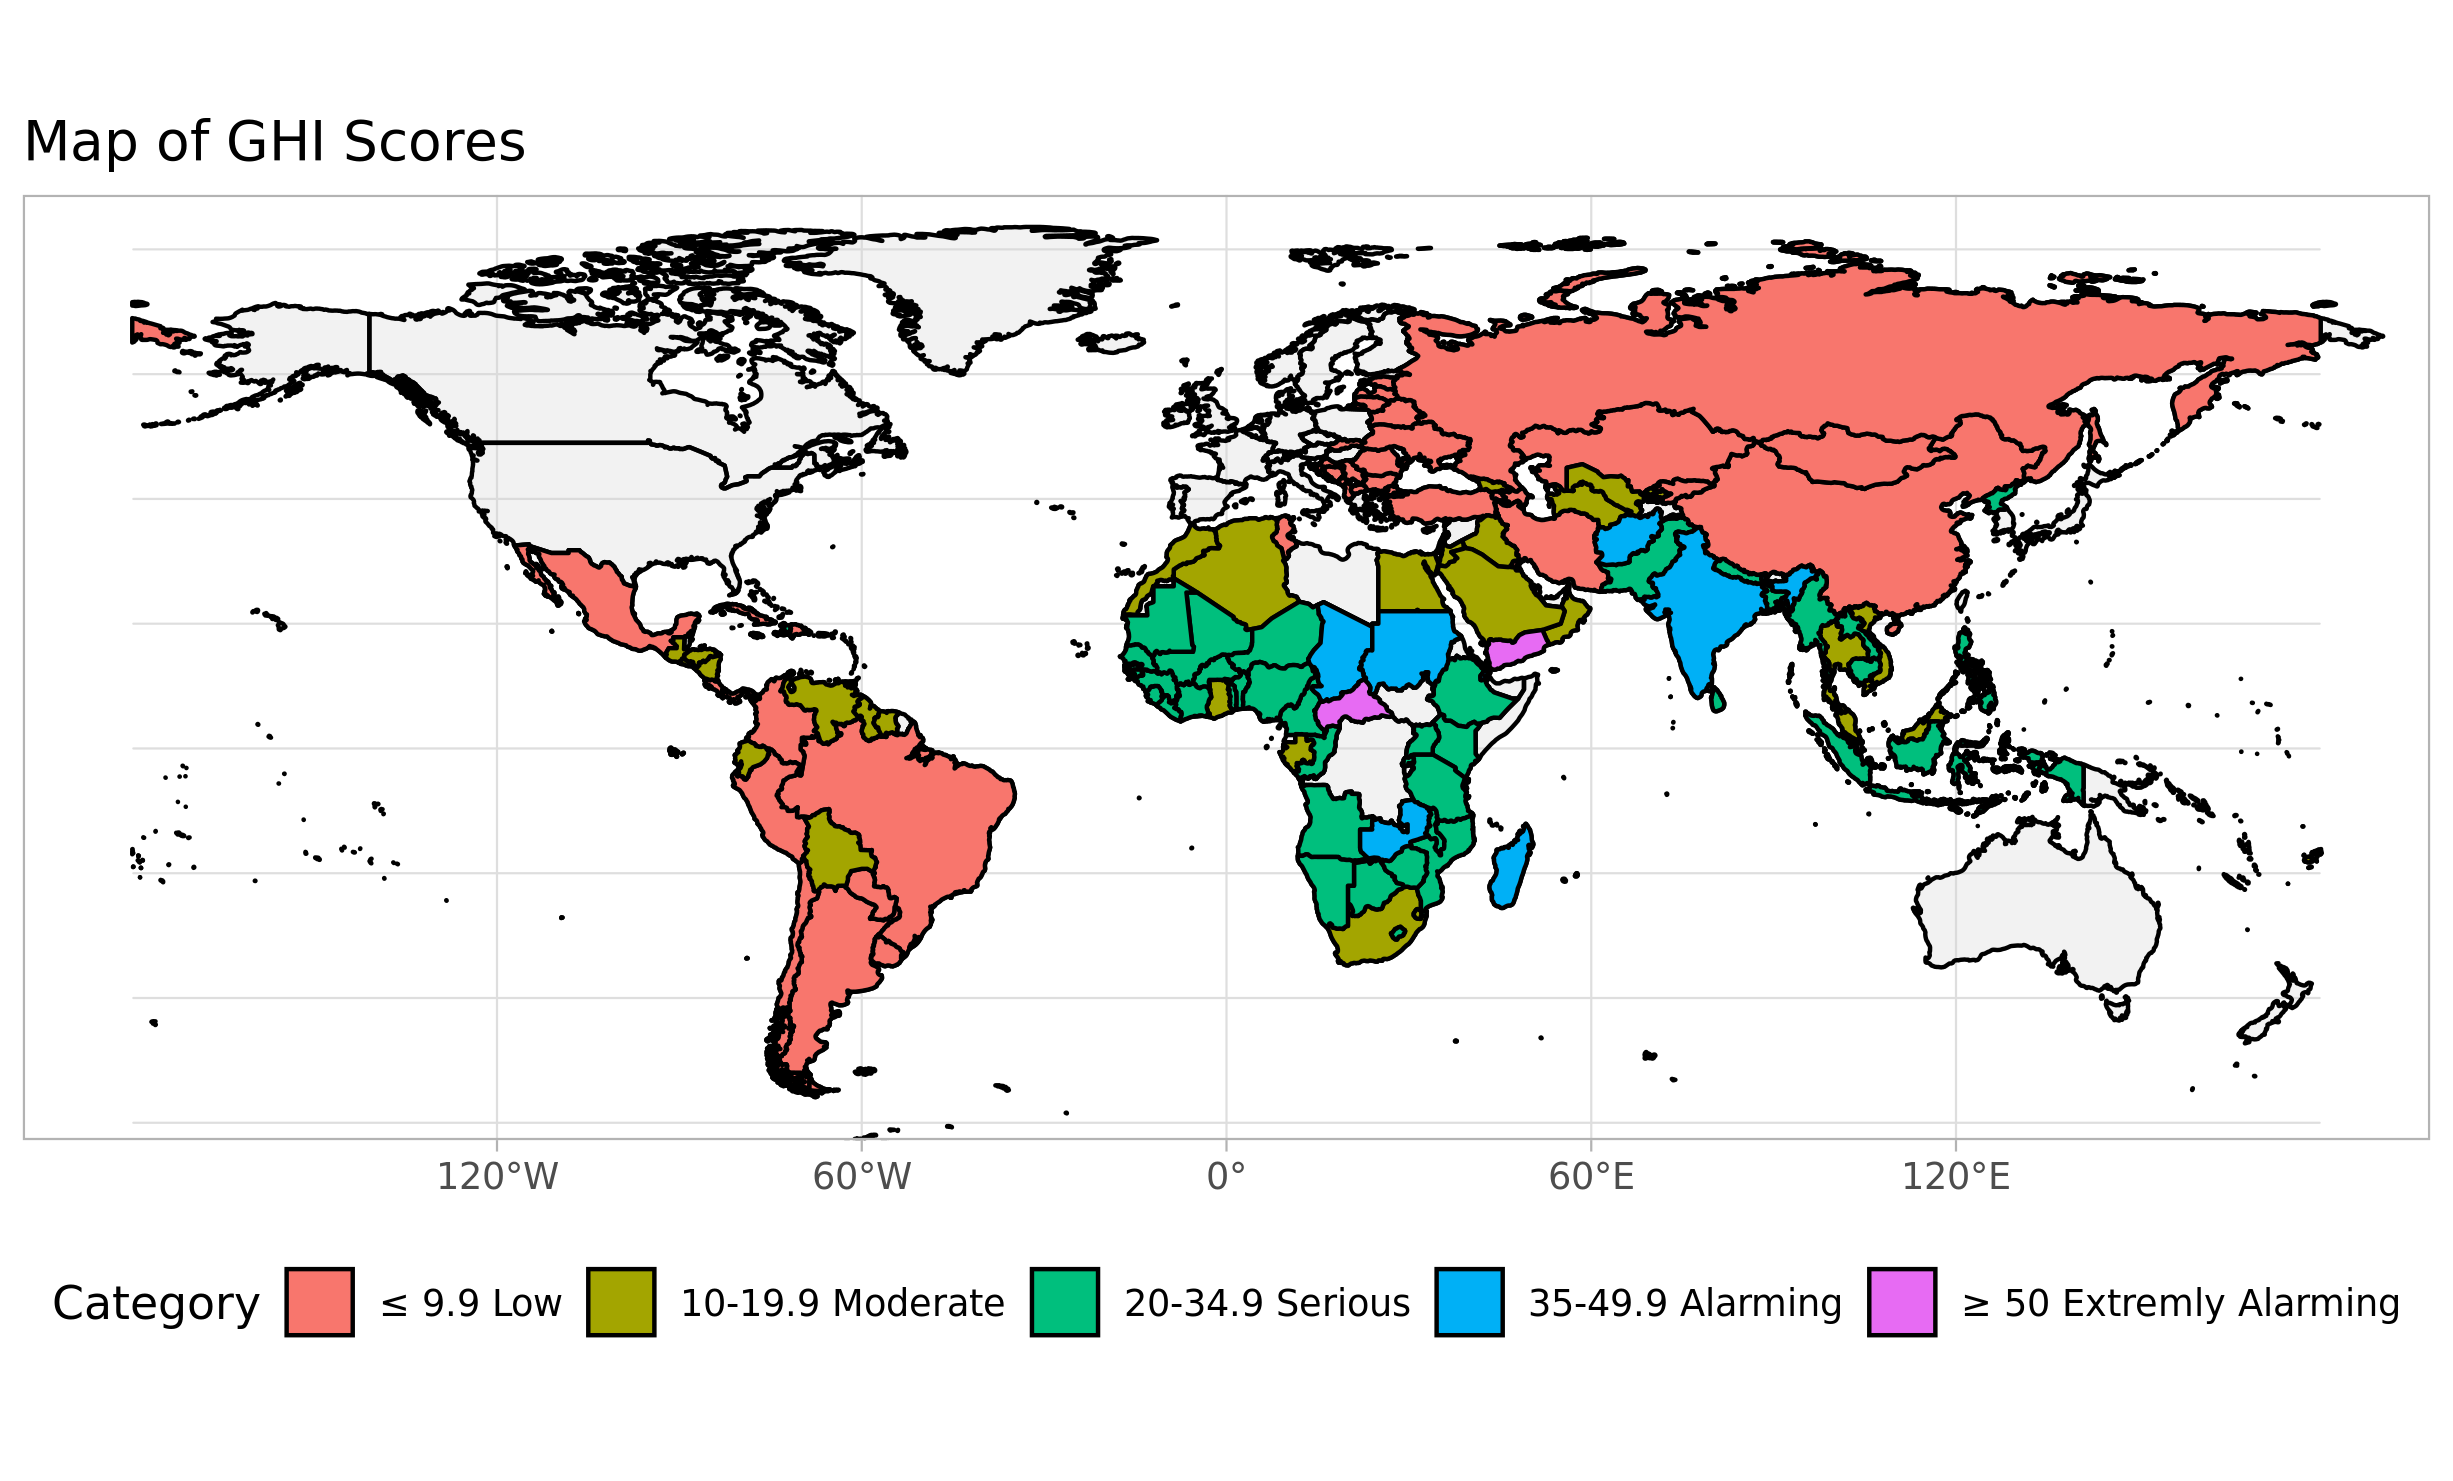 Map of GHI Scores
120°W 60°W 0° 60°E 120°E
Category ≤ 9.9 Low 10-19.9 Moderate 20-34.9 Serious 35-49.9 Alarming ≥ 50 Extremly Alarming